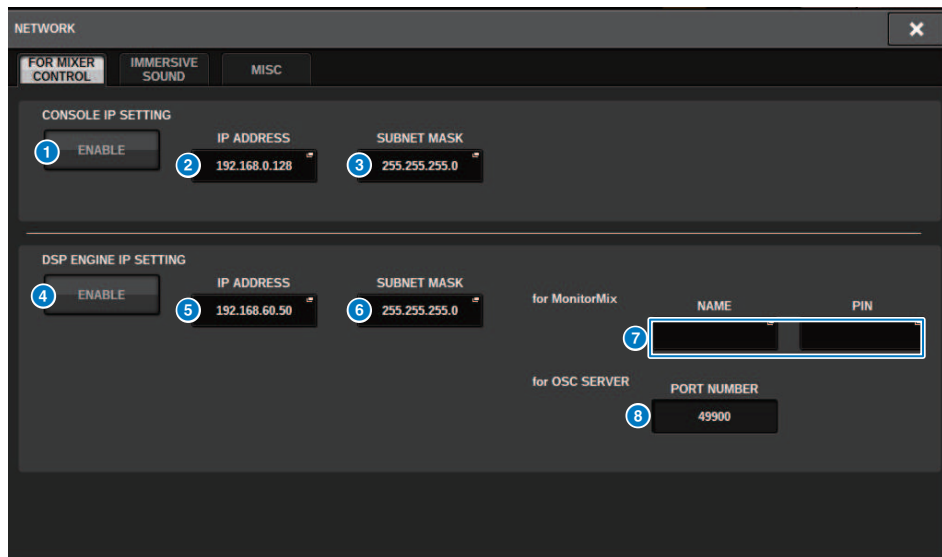 NETWORK
FOR MIXER CONTROL
IMMERSIVE SOUND
MISC
CONSOLE IP SETTING
1 ENABLE
IP ADDRESS
2 192.168.0.128
SUBNET MASK
3 255.255.255.0
DSP ENGINE IP SETTING
4 ENABLE
IP ADDRESS
5 192.168.60.50
SUBNET MASK
6 255.255.255.0
for MonitorMix
NAME
PIN
7
for OSC SERVER
PORT NUMBER
8 49900